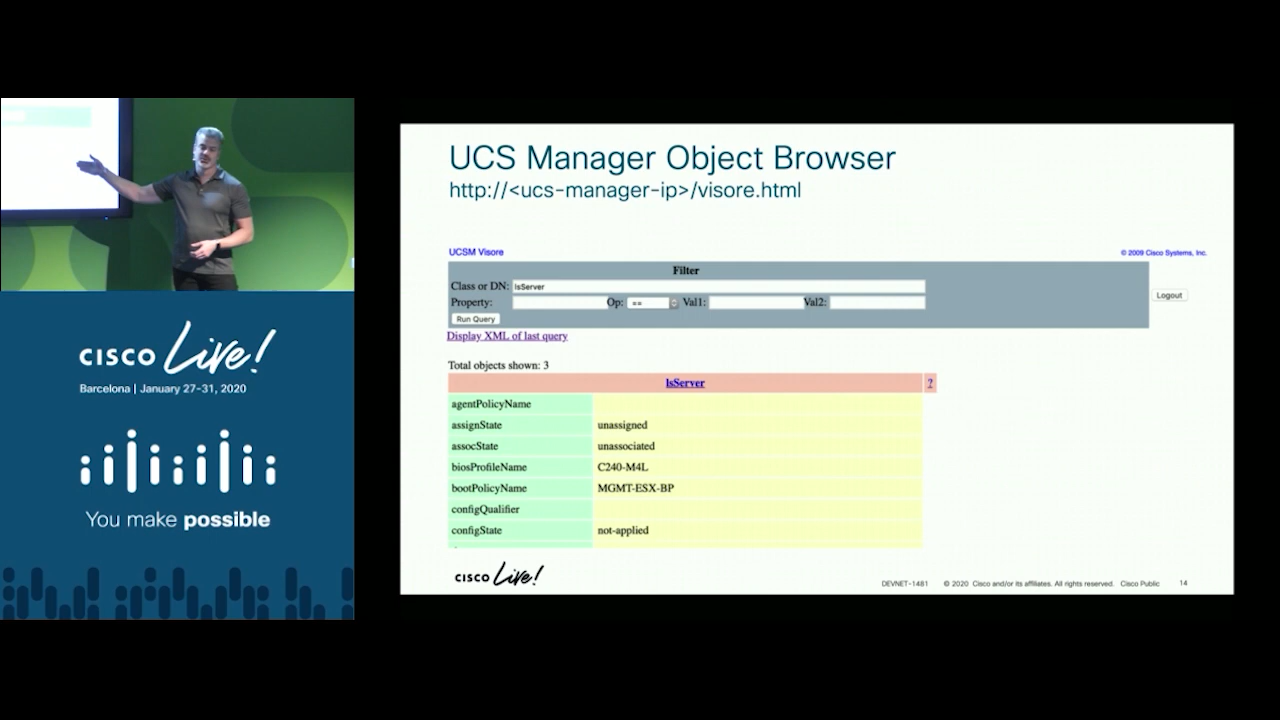 UCS Manager Object Browser
http://<ucs-manager-ip>/visore.html
UCSM Visore
© 2009 Cisco Systems, Inc.
Filter
Class or DN: lsServer
Property: Op: == Val1: Val2:
Run Query
Logout
Display XML of last query
Total objects shown: 3
lsServer ?
agentPolicyName
assignState unassigned
assocState unassociated
biosProfileName C240-M4L
bootPolicyName MGMT-ESX-BP
configQualifier
configState not-applied
CISCO Live!
DEVNET-1481 © 2020 Cisco and/or its affiliates. All rights reserved. Cisco Public 14
CISCO Live!
Barcelona | January 27-31, 2020
You make possible